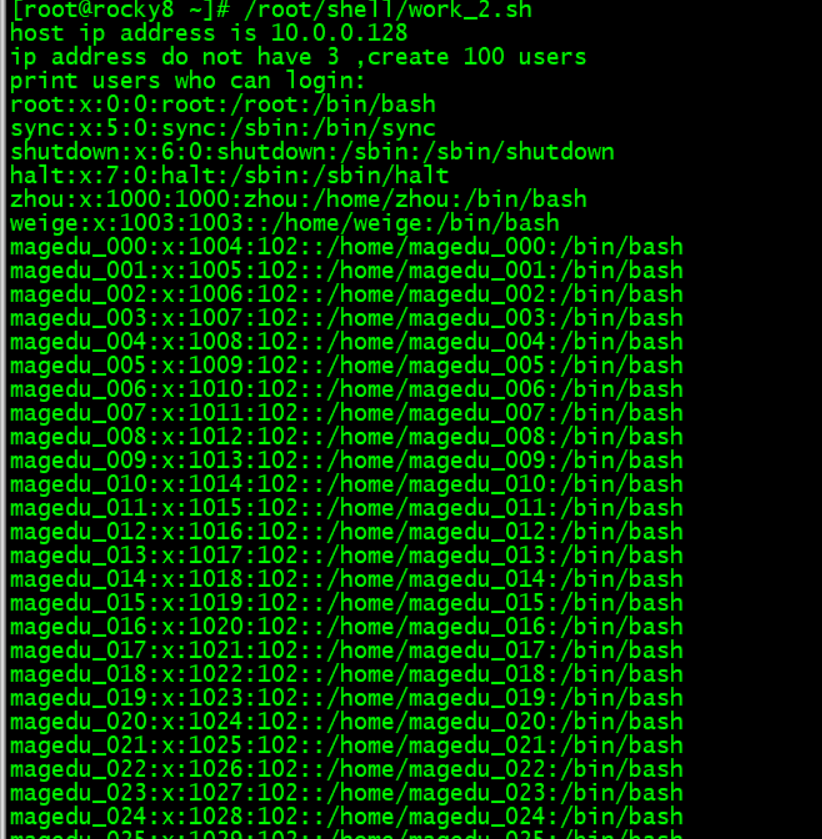 [root@rocky8 ~]# /root/shell/work_2.sh
host ip address is 10.0.0.128
ip address do not have 3 ,create 100 users
print users who can login:
root:x:0:0:root:/root:/bin/bash
sync:x:5:0:sync:/sbin:/bin/sync
shutdown:x:6:0:shutdown:/sbin:/sbin/shutdown
halt:x:7:0:halt:/sbin:/sbin/halt
zhou:x:1000:1000:zhou:/home/zhou:/bin/bash
weige:x:1003:1003::/home/weige:/bin/bash
magedu_000:x:1004:102::/home/magedu_000:/bin/bash
magedu_001:x:1005:102::/home/magedu_001:/bin/bash
magedu_002:x:1006:102::/home/magedu_002:/bin/bash
magedu_003:x:1007:102::/home/magedu_003:/bin/bash
magedu_004:x:1008:102::/home/magedu_004:/bin/bash
magedu_005:x:1009:102::/home/magedu_005:/bin/bash
magedu_006:x:1010:102::/home/magedu_006:/bin/bash
magedu_007:x:1011:102::/home/magedu_007:/bin/bash
magedu_008:x:1012:102::/home/magedu_008:/bin/bash
magedu_009:x:1013:102::/home/magedu_009:/bin/bash
magedu_010:x:1014:102::/home/magedu_010:/bin/bash
magedu_011:x:1015:102::/home/magedu_011:/bin/bash
magedu_012:x:1016:102::/home/magedu_012:/bin/bash
magedu_013:x:1017:102::/home/magedu_013:/bin/bash
magedu_014:x:1018:102::/home/magedu_014:/bin/bash
magedu_015:x:1019:102::/home/magedu_015:/bin/bash
magedu_016:x:1020:102::/home/magedu_016:/bin/bash
magedu_017:x:1021:102::/home/magedu_017:/bin/bash
magedu_018:x:1022:102::/home/magedu_018:/bin/bash
magedu_019:x:1023:102::/home/magedu_019:/bin/bash
magedu_020:x:1024:102::/home/magedu_020:/bin/bash
magedu_021:x:1025:102::/home/magedu_021:/bin/bash
magedu_022:x:1026:102::/home/magedu_022:/bin/bash
magedu_023:x:1027:102::/home/magedu_023:/bin/bash
magedu_024:x:1028:102::/home/magedu_024:/bin/bash